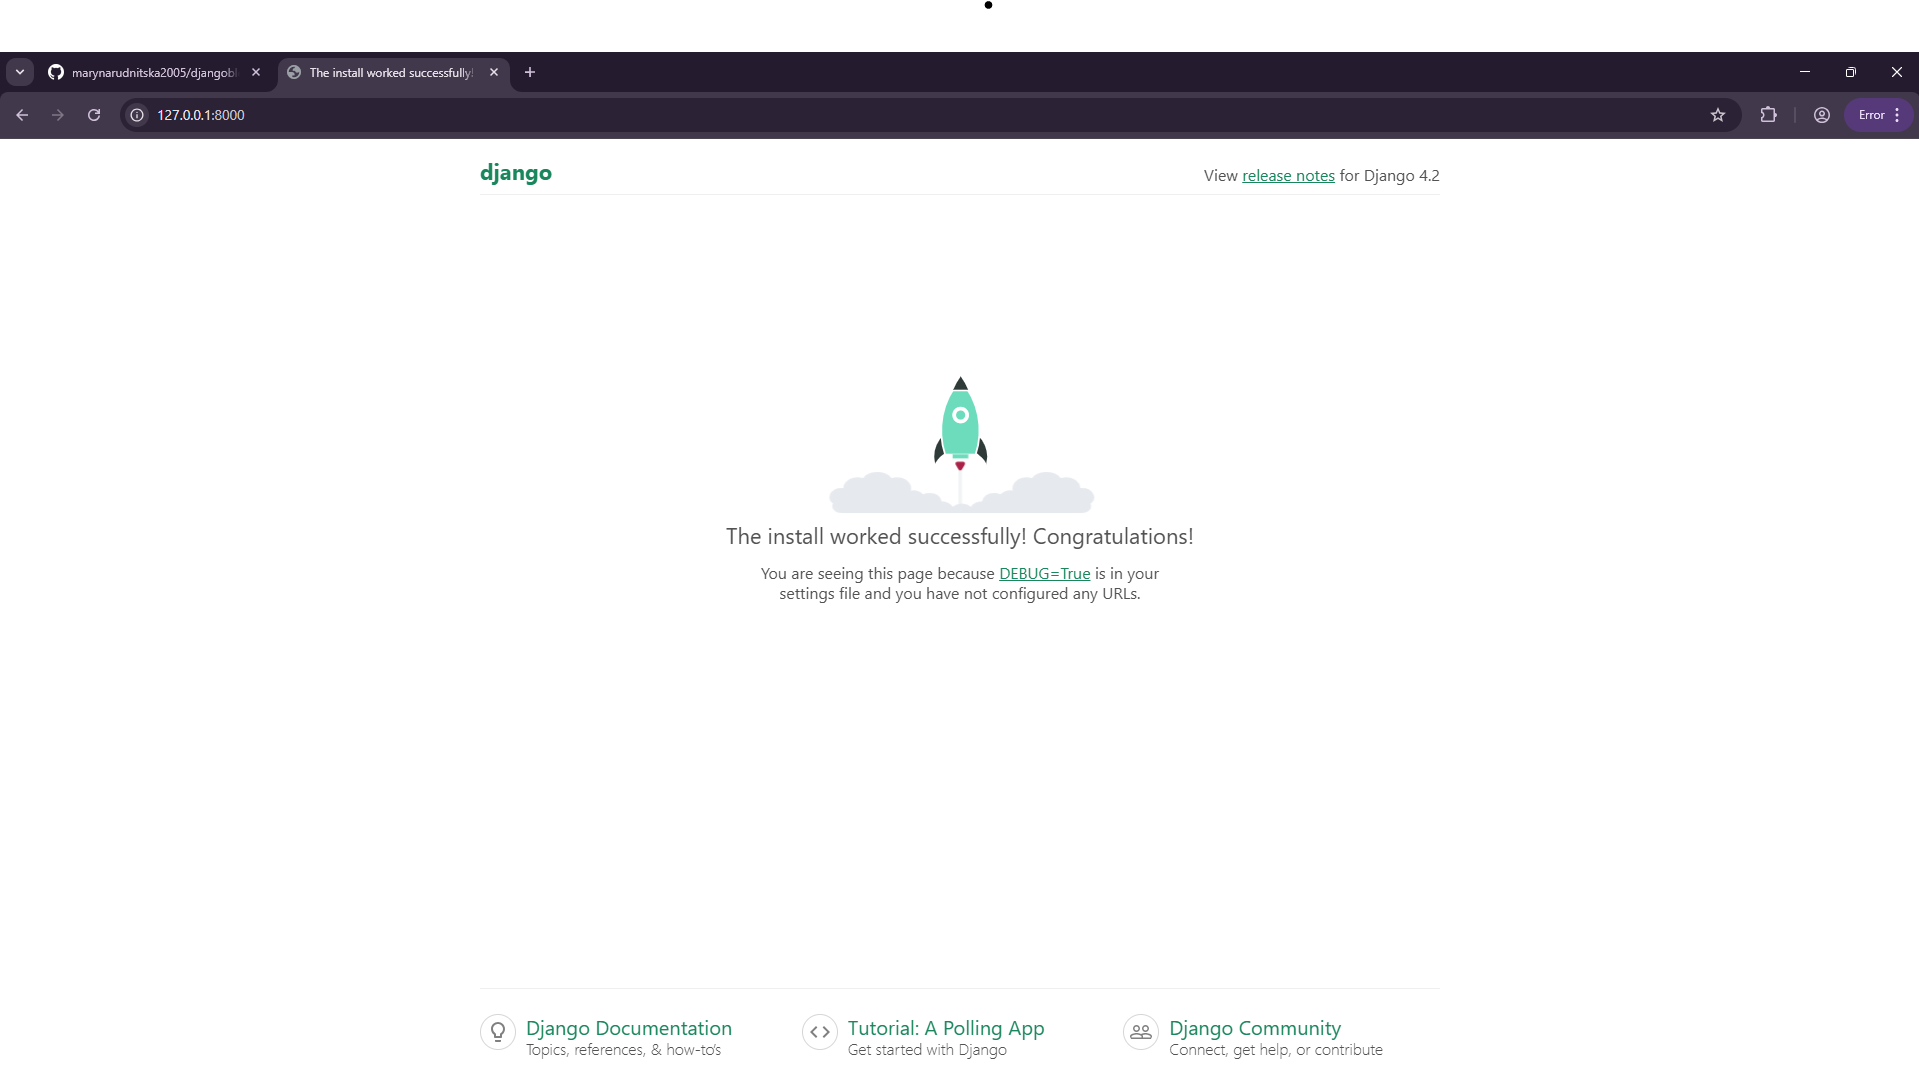 marynarudnitska2005/djangobl
The install worked successfully!
127.0.0.1:8000
Error
django
View release notes for Django 4.2
The install worked successfully! Congratulations!
You are seeing this page because DEBUG=True is in your
settings file and you have not configured any URLs.
Django Documentation
Topics, references, & how-to's
Tutorial: A Polling App
Get started with Django
Django Community
Connect, get help, or contribute